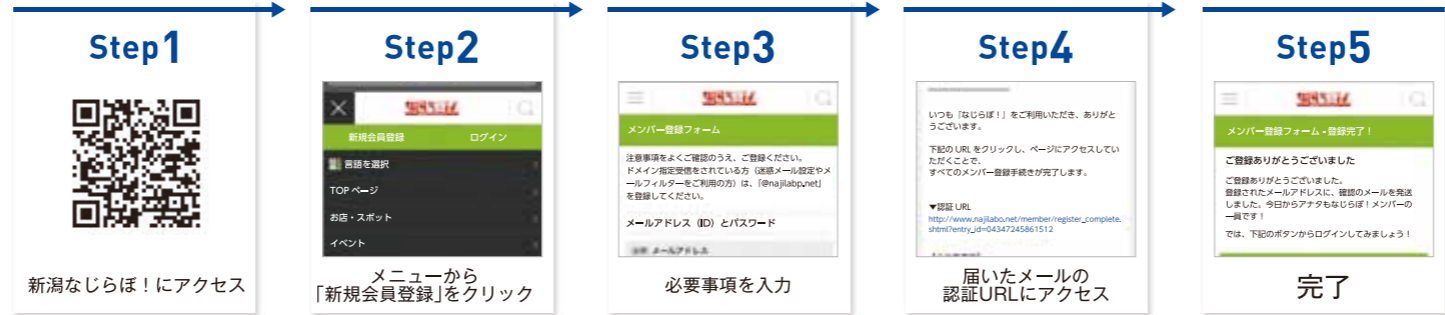 Step1
新潟なじらぼ!にアクセス
Step2
新規会員登録 ログイン
言語を選択
TOP ページ
お店・スポット
イベント
メニューから
「新規会員登録」をクリック
Step3
メンバー登録フォーム
注意事項をよくご確認のうえ、ご登録ください。
ドメイン指定受信をされている方(迷惑メール設定やメ
ールフィルターをご利用の方)は、「@najilabp.net」
を登録してください。
メールアドレス(ID)とパスワード
メールアドレス
必要事項を入力
Step4
いつも「なじらぼ!」をご利用いただき、ありがと
うございます。
下記の URL をクリックし、ページにアクセスしてい
ただくことで、
すべてのメンバー登録手続きが完了します。
▼認証 URL
http://www.najilabo.net/member/register_complete.
shtml?entry_id=04347245861512
届いたメールの
認証URLにアクセス
Step5
メンバー登録フォーム - 登録完了!
ご登録ありがとうございました
ご登録ありがとうございました。
登録されたメールアドレスに、確認のメールを発送
しました。今日からアナタもなじらぼ!メンバーの
一員です!
では、下記のボタンからログインしてみましょう!
完了